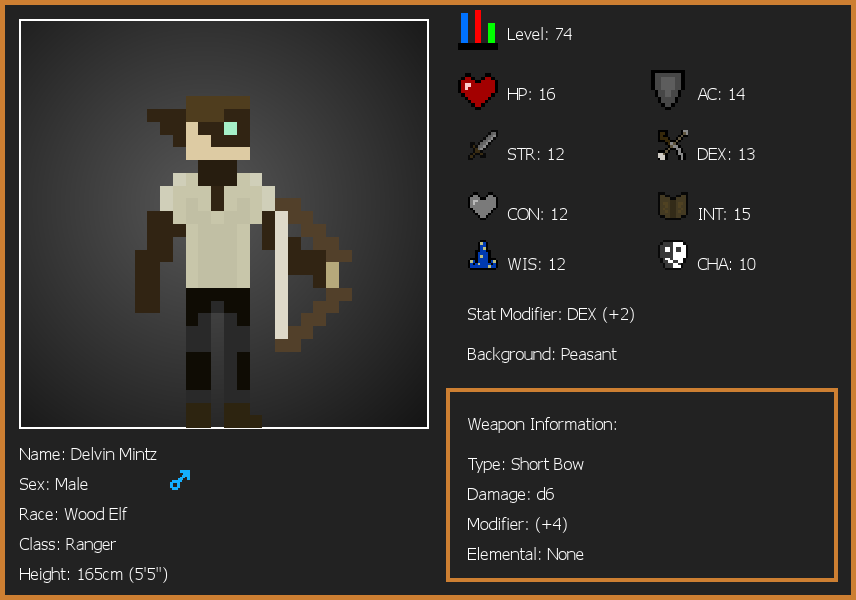 Level: 74
HP: 16
AC: 14
STR: 12
DEX: 13
CON: 12
INT: 15
WIS: 12
CHA: 10
Stat Modifier: DEX (+2)
Background: Peasant
Weapon Information:
Type: Short Bow
Damage: d6
Modifier: (+4)
Elemental: None
Name: Delvin Mintz
Sex: Male
Race: Wood Elf
Class: Ranger
Height: 165cm (5'5")